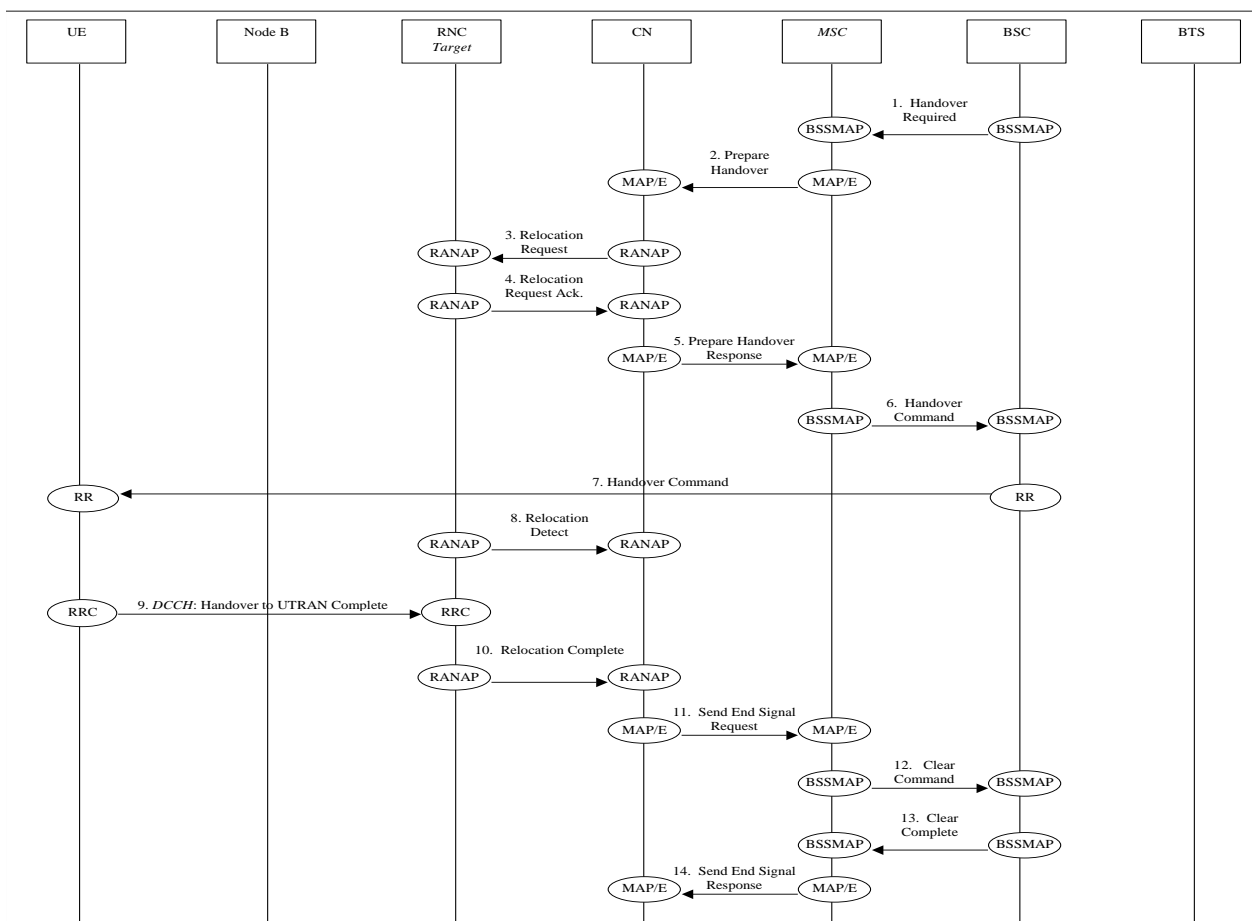 UE
Node B
RNC
Target
CN
MSC
BSC
BTS
1. Handover
Required
BSSMAP
BSSMAP
2. Prepare
Handover
MAP/E
MAP/E
3. Relocation
Request
RANAP
RANAP
4. Relocation
Request Ack.
RANAP
RANAP
5. Prepare Handover
Response
MAP/E
MAP/E
6. Handover
Command
BSSMAP
BSSMAP
7. Handover Command
RR
RR
8. Relocation
Detect
RANAP
RANAP
9. DCCH: Handover to UTRAN Complete
RRC
RRC
10. Relocation Complete
RANAP
RANAP
11. Send End Signal
Request
MAP/E
MAP/E
12. Clear
Command
BSSMAP
BSSMAP
13. Clear
Complete
BSSMAP
BSSMAP
14. Send End Signal
Response
MAP/E
MAP/E